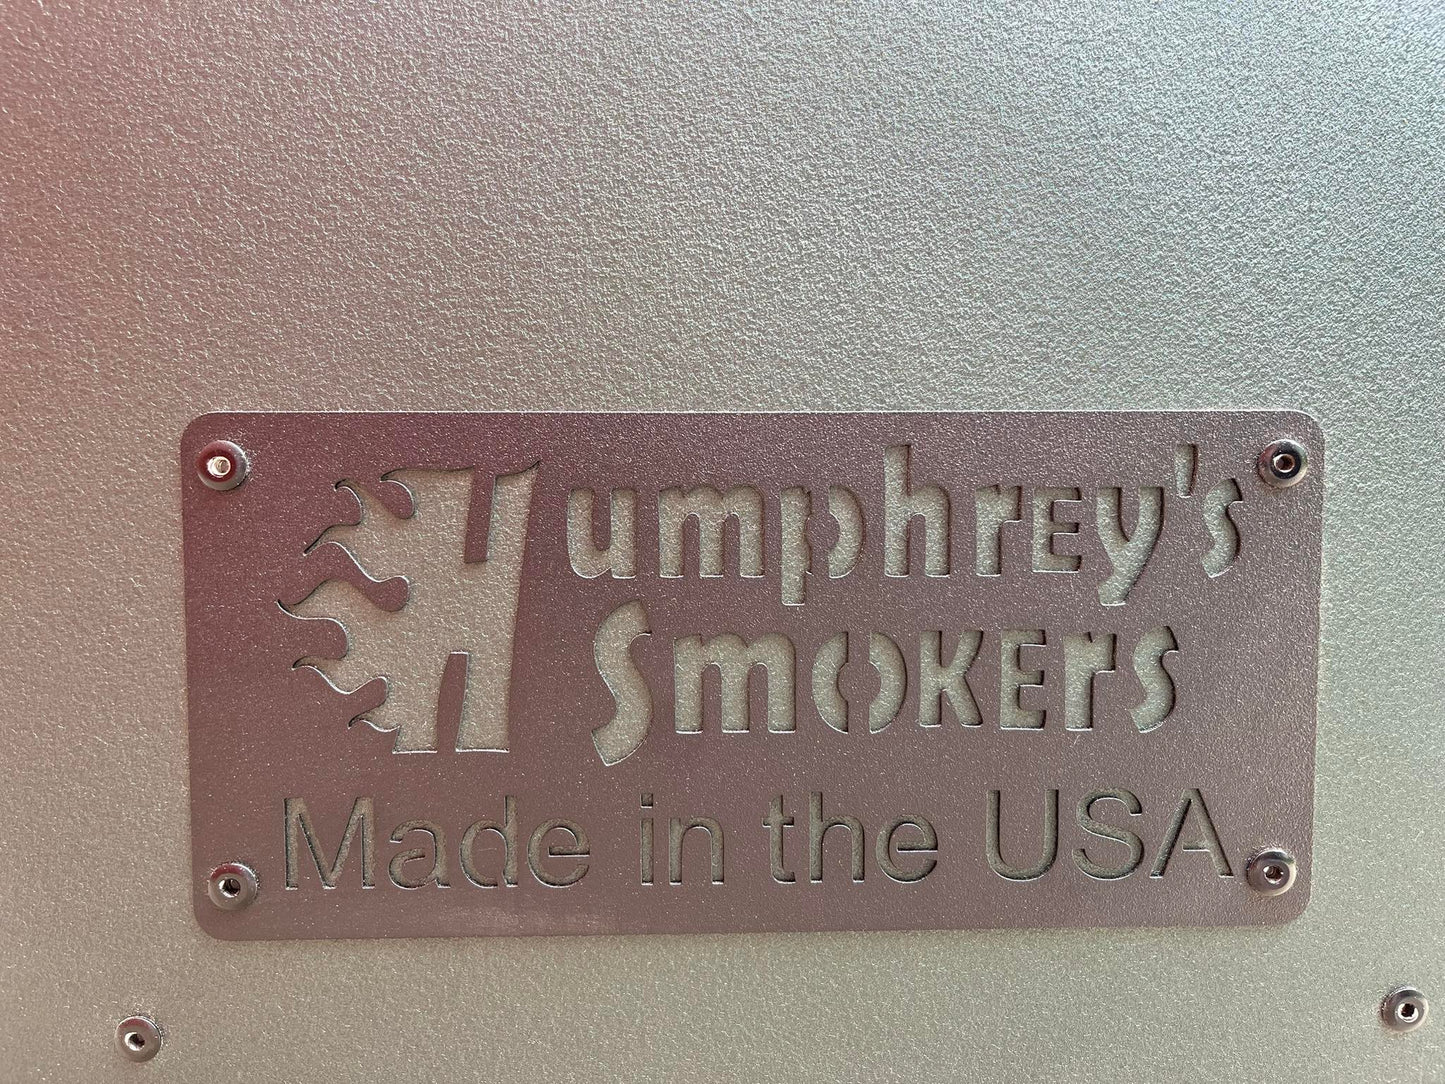 Humphrey's
Smokers
Made in the USA